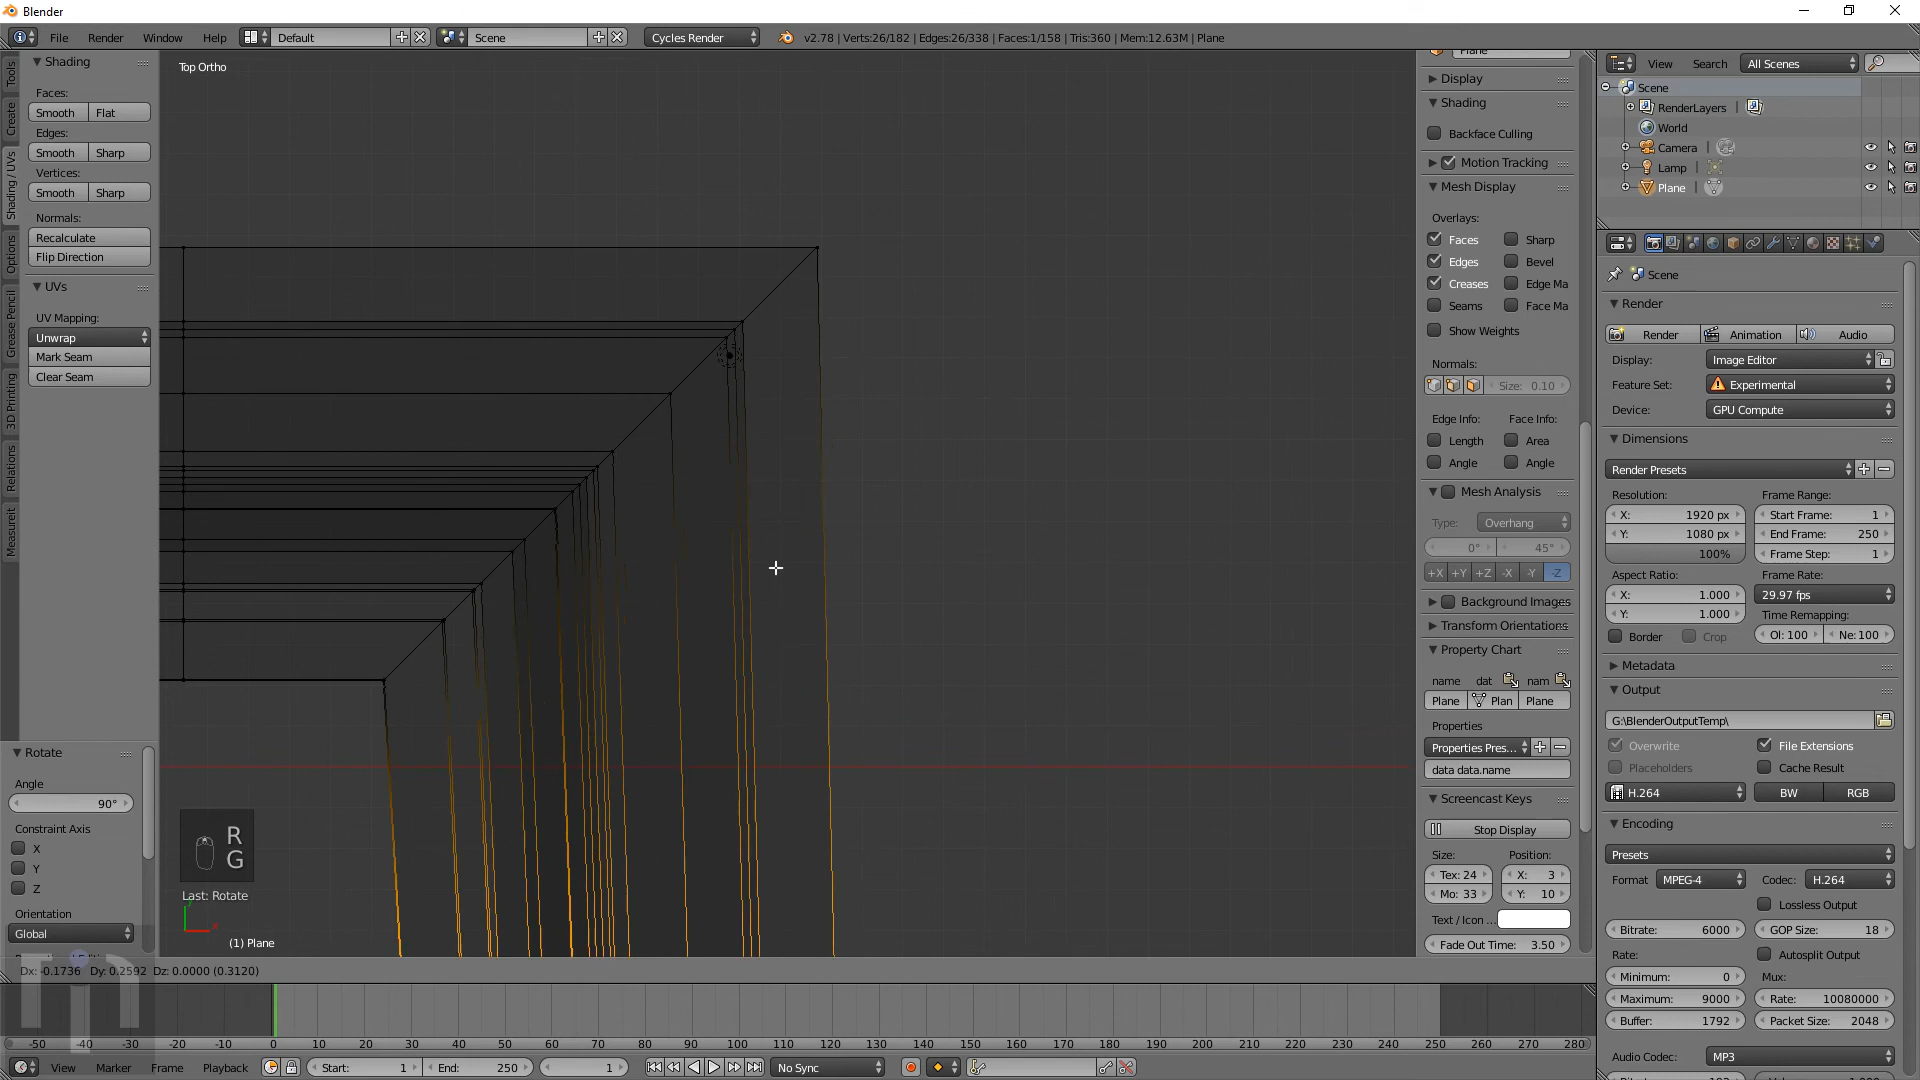 Blender
File Render Window Help Default Scene Cycles Render v2.78 | Verts:26/182 | Edges:26/338 | Faces:1/158 | Tris:360 | Mem:12.63M | Plane
Tools
Create
Shading / UVs
Options
Grease Pencil
3D Printing
Relations
Measureit
Shading
Faces:
Smooth Flat
Edges:
Smooth Sharp
Vertices:
Smooth Sharp
Normals:
Recalculate
Flip Direction
UVs
UV Mapping:
Unwrap
Mark Seam
Clear Seam
Rotate
Angle
90°
Constraint Axis
X
Y
Z
Orientation
Global
Top Ortho
R
G
Last: Rotate
(1) Plane
Dx: -0.1736 Dy: 0.2592 Dz: 0.0000 (0.3120)
Plane
Display
Shading
Backface Culling
Motion Tracking
Mesh Display
Overlays:
Faces Sharp
Edges Bevel
Creases Edge Ma
Seams Face Ma
Show Weights
Normals:
Size: 0.10
Edge Info: Face Info:
Length Area
Angle Angle
Mesh Analysis
Type: Overhang
0° 45°
+X +Y +Z -X -Y -Z
Background Images
Transform Orientations
Property Chart
name dat nam
Plane Plan Plane
Properties
Properties Pres...
data data.name
Screencast Keys
Stop Display
Size: Position:
Tex: 24 X: 3
Mo: 33 Y: 10
Text / Icon ...
Fade Out Time: 3.50
View Search All Scenes
Scene
RenderLayers |
World
Camera |
Lamp |
Plane |
Scene
Render
Render Animation Audio
Display: Image Editor
Feature Set: Experimental
Device: GPU Compute
Dimensions
Render Presets
Resolution: Frame Range:
X: 1920 px Start Frame: 1
Y: 1080 px End Frame: 250
100% Frame Step: 1
Aspect Ratio: Frame Rate:
X: 1.000 29.97 fps
Y: 1.000 Time Remapping:
Border Crop Ol: 100 Ne: 100
Metadata
Output
G:\BlenderOutputTemp\
Overwrite File Extensions
Placeholders Cache Result
H.264 BW RGB
Encoding
Presets
Format MPEG-4 Codec: H.264
Lossless Output
Bitrate: 6000 GOP Size: 18
Rate: Autosplit Output
Minimum: 0 Mux:
Maximum: 9000 Rate: 10080000
Buffer: 1792 Packet Size: 2048
Audio Codec: MP3
-50 -40 -30 -20 -10 0 10 20 30 40 50 60 70 80 90 100 110 120 130 140 150 160 170 180 190 200 210 220 230 240 250 260 270 280
View Marker Frame Playback Start: 1 End: 250 1 No Sync